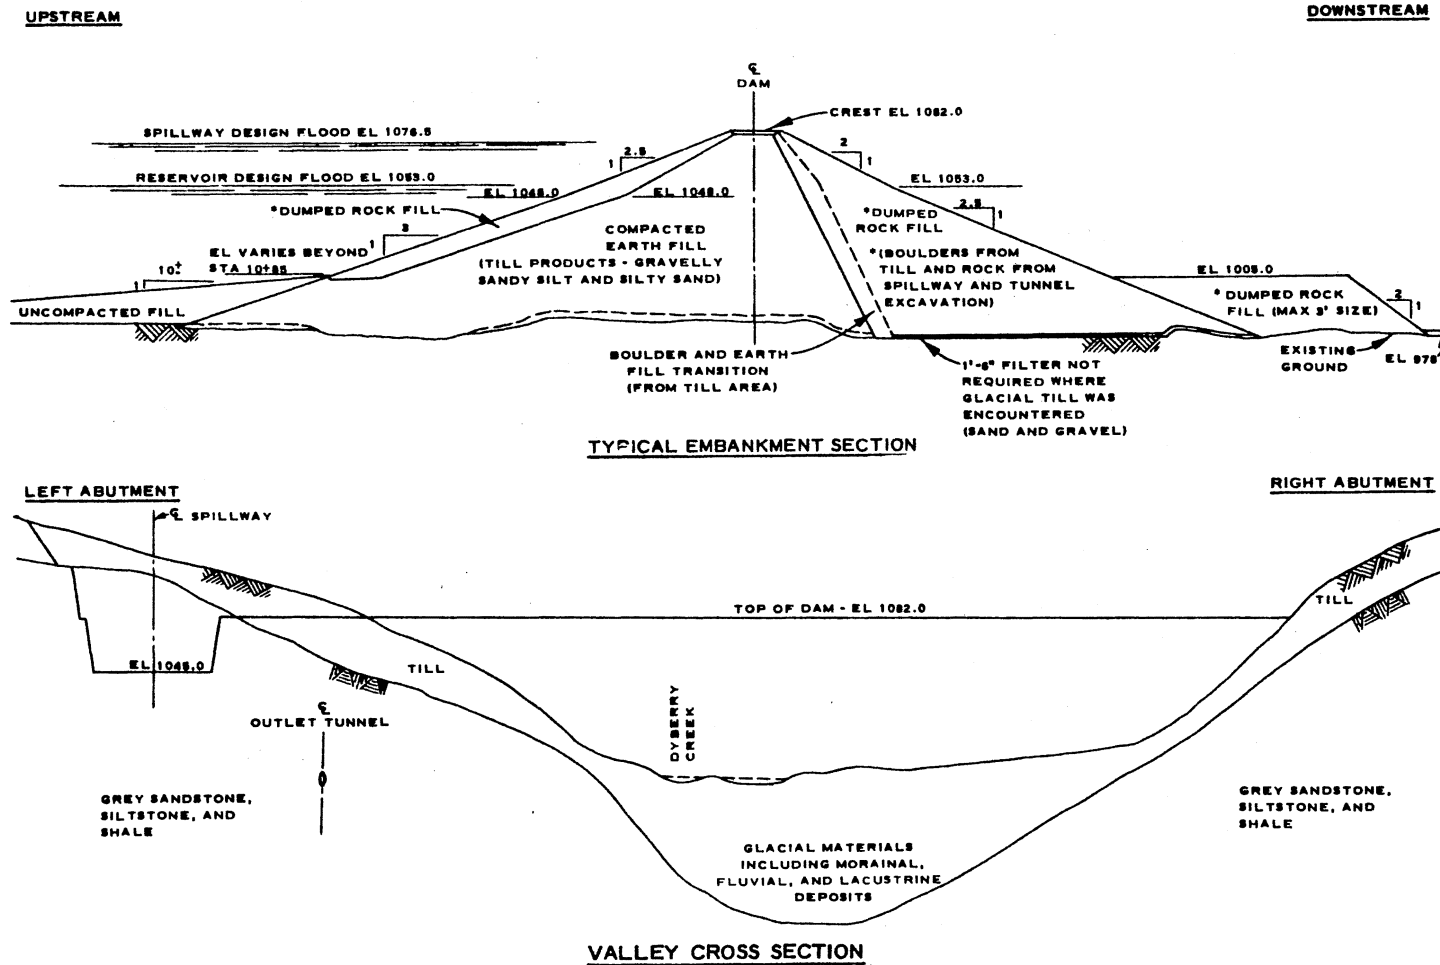 UPSTREAM
DOWNSTREAM
℄
DAM
CREST EL 1082.0
SPILLWAY DESIGN FLOOD EL 1076.5
RESERVOIR DESIGN FLOOD EL 1053.0
1
2.5
2
1
EL 1053.0
EL 1048.0
EL 1048.0
*DUMPED ROCK FILL
1
3
2.5
1
*DUMPED
ROCK FILL
COMPACTED
EARTH FILL
(TILL PRODUCTS - GRAVELLY
SANDY SILT AND SILTY SAND)
*(BOULDERS FROM
TILL AND ROCK FROM
SPILLWAY AND TUNNEL
EXCAVATION)
EL VARIES BEYOND
STA 10+85
10±
1
UNCOMPACTED FILL
EL 1005.0
* DUMPED ROCK
FILL (MAX 3' SIZE)
2
1
BOULDER AND EARTH
FILL TRANSITION
(FROM TILL AREA)
1'-6" FILTER NOT
REQUIRED WHERE
GLACIAL TILL WAS
ENCOUNTERED
(SAND AND GRAVEL)
EXISTING
GROUND
EL
TYPICAL EMBANKMENT SECTION
LEFT ABUTMENT
RIGHT ABUTMENT
℄ SPILLWAY
TOP OF DAM - EL 1082.0
TILL
EL 1045.0
TILL
℄
OUTLET TUNNEL
DYBERRY
CREEK
GREY SANDSTONE,
SILTSTONE, AND
SHALE
GREY SANDSTONE,
SILTSTONE, AND
SHALE
GLACIAL MATERIALS
INCLUDING MORAINAL,
FLUVIAL, AND LACUSTRINE
DEPOSITS
VALLEY CROSS SECTION